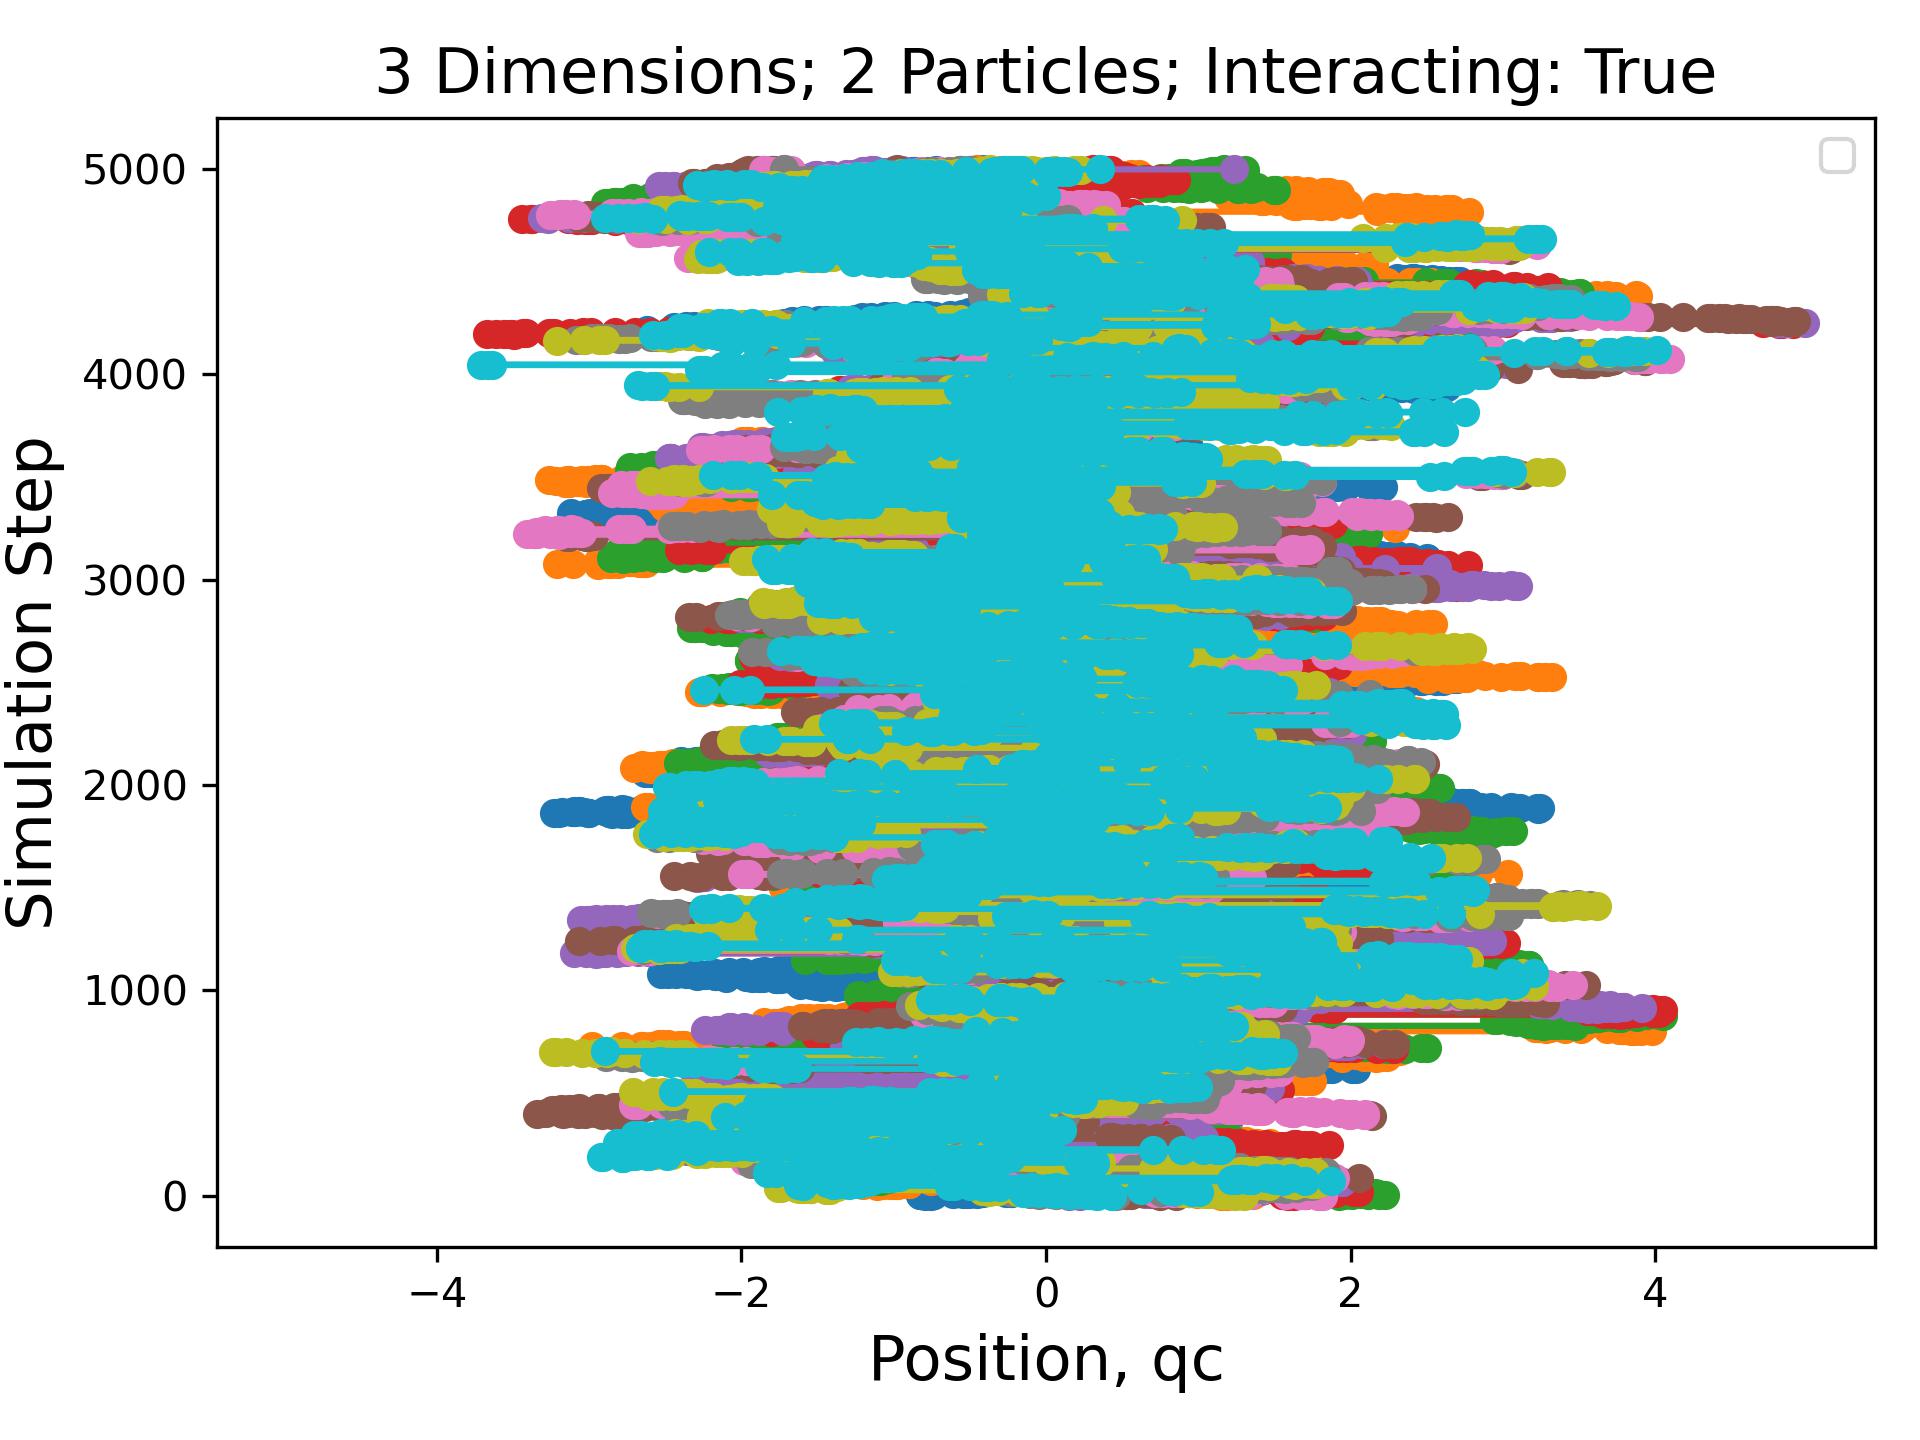 3 Dimensions; 2 Particles; Interacting: True
Simulation Step
5000
4000
3000
2000
1000
0
−4 −2 0 2 4
Position, qc